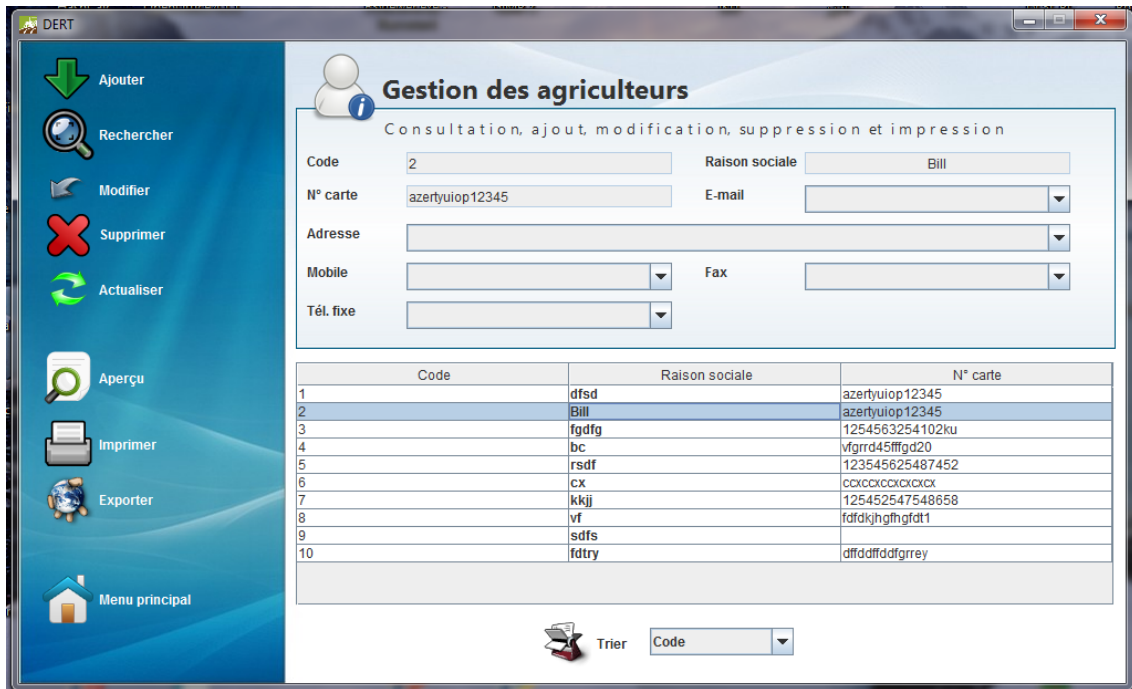 DERT
Ajouter
Rechercher
Modifier
Supprimer
Actualiser
Aperçu
Imprimer
Exporter
Menu principal
Gestion des agriculteurs
Consultation, ajout, modification, suppression et impression
Code 2 Raison sociale Bill
N° carte azertyuiop12345 E-mail
Adresse
Mobile Fax
Tél. fixe
Code Raison sociale N° carte
1 dfsd azertyuiop12345
2 Bill azertyuiop12345
3 fgdfg 1254563254102ku
4 bc vfgrrd45fffgd20
5 rsdf 123545625487452
6 cx ccxccxccxcxcxcx
7 kkjj 125452547548658
8 vf fdfdkjhgfhgfdt1
9 sdfs
10 fdtry dffddffddfgrrey
Trier Code